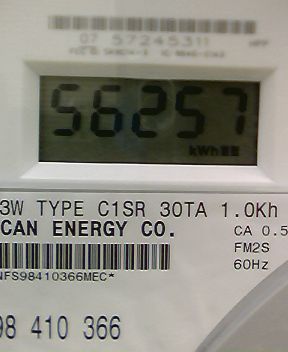 07 57245311
56257
kWh
3W TYPE C1SR 30TA 1.0Kh
CAN ENERGY CO.
CA 0.5
FM2S
60Hz
NFS98410366MEC*
98 410 366